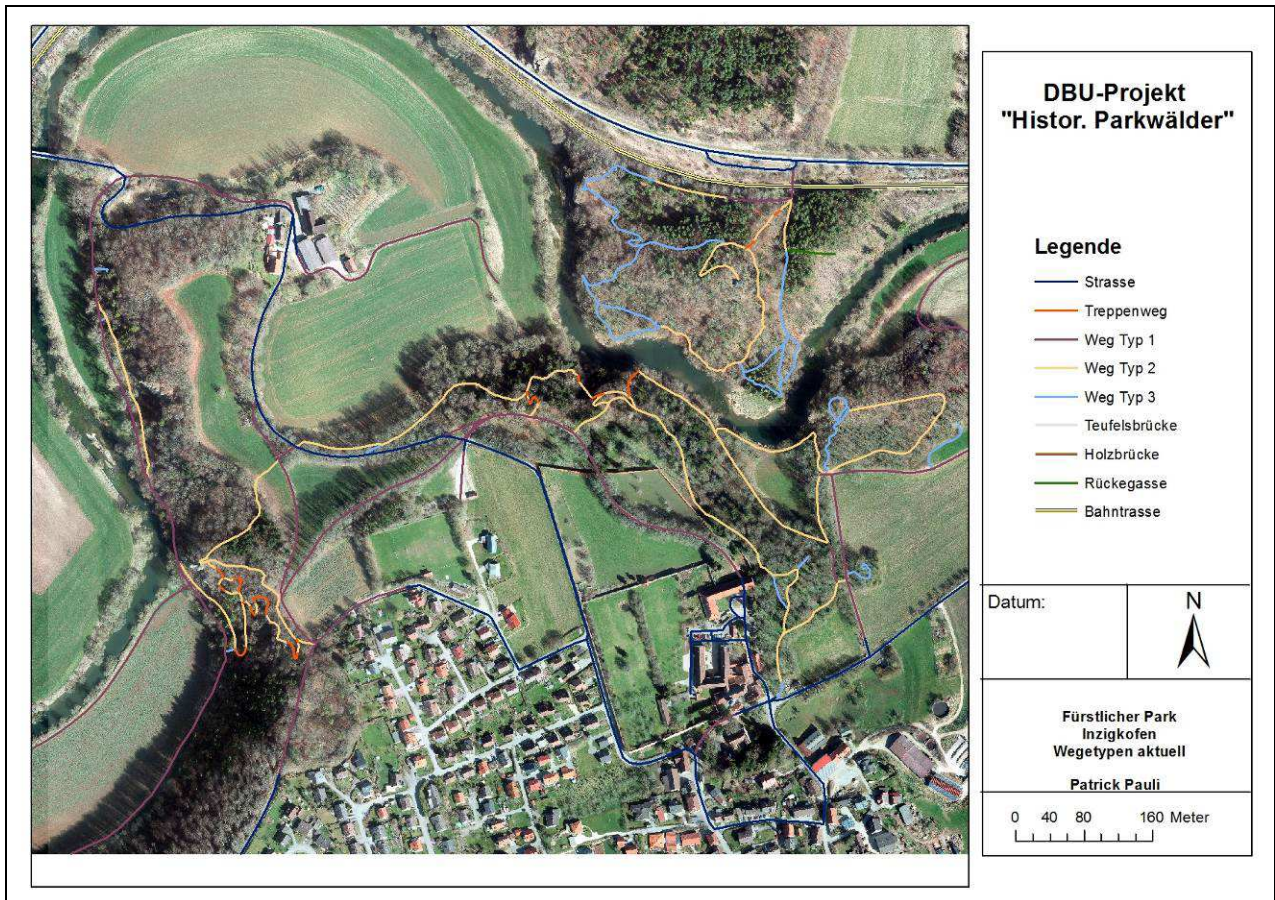 DBU-Projekt
"Histor. Parkwälder"
Legende
Strasse
Treppenweg
Weg Typ 1
Weg Typ 2
Weg Typ 3
Teufelsbrücke
Holzbrücke
Rückegasse
Bahntrasse
Datum:
N
Fürstlicher Park
Inzigkofen
Wegetypen aktuell
Patrick Pauli
0 40 80 160 Meter